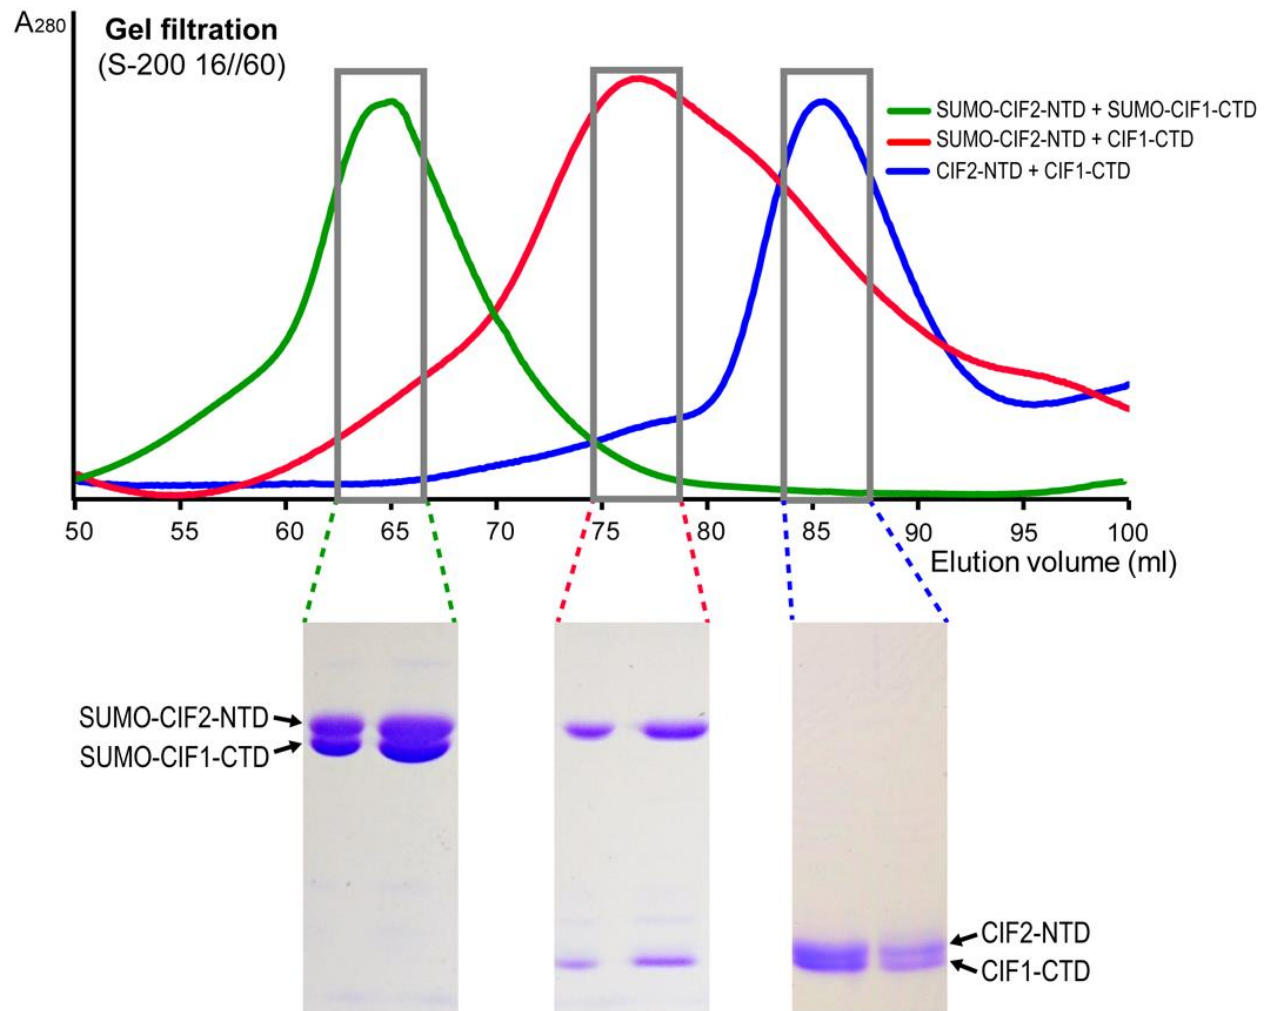 A280
Gel filtration
(S-200 16//60)
SUMO-CIF2-NTD + SUMO-CIF1-CTD
SUMO-CIF2-NTD + CIF1-CTD
CIF2-NTD + CIF1-CTD
50 55 60 65 70 75 80 85 90 95 100
Elution volume (ml)
SUMO-CIF2-NTD
SUMO-CIF1-CTD
CIF2-NTD
CIF1-CTD